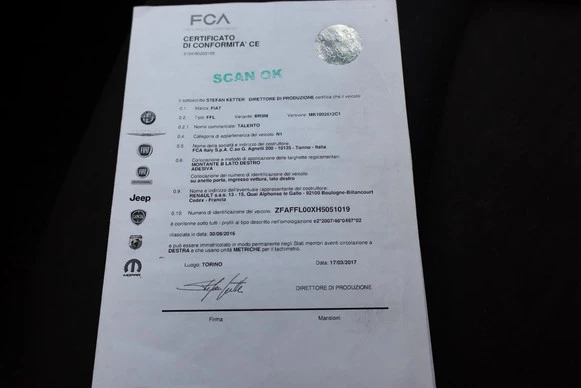 FCA
CERTIFICATO
DI CONFORMITA' CE
SCAN OK
Il sottoscritto STEFAN KETTER DIRETTORE DI PRODUZIONE certifica che il veicolo
0.1 Marca: FIAT
0.2 Tipo: FFL Variante: Versione:
0.2.1 Nome commerciale: TALENTO
0.4 Categoria di appartenenza del veicolo: N1
0.5 Nome della società e indirizzo del costruttore:
FCA Italy S.p.A. C.so G. Agnelli 200 - 10135 - Torino - Italia
0.8 Collocazione e metodo di applicazione delle targhette regolamentari:
MONTANTE B LATO DESTRO
ADESIVA
Collocazione del numero di identificazione del veicolo:
su anello porta, ingresso vettura, lato destro
0.9 Nome e indirizzo dell'eventuale rappresentante del costruttore:
RENAULT s.a.s. 13 - 15, Quai Alphonse le Gallo - 92100 Boulogne-Billancourt
Cedex - Francia
Jeep
0.10 Numero di identificazione del veicolo: ZFAFFL00XH5051019
è conforme sotto tutti i profili al tipo descritto nell'omologazione e2*2007/46*0497*02
rilasciata in data: 30/08/2016
e può essere immatricolato in modo permanente negli Stati membri aventi circolazione a
DESTRA e che usano unità METRICHE per il tachimetro.
MOPAR
Luogo: TORINO Data: 17/03/2017
DIRETTORE DI PRODUZIONE
Firma Mansioni